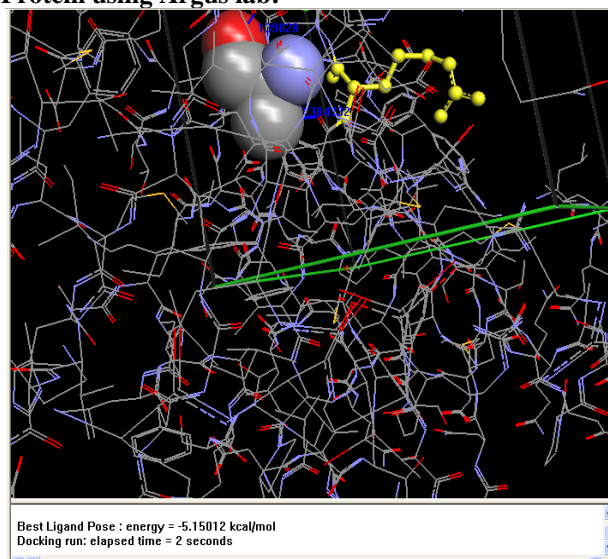 Protein using Argus lab.
Best Ligand Pose : energy = -5.15012 kcal/mol
Docking run: elapsed time = 2 seconds